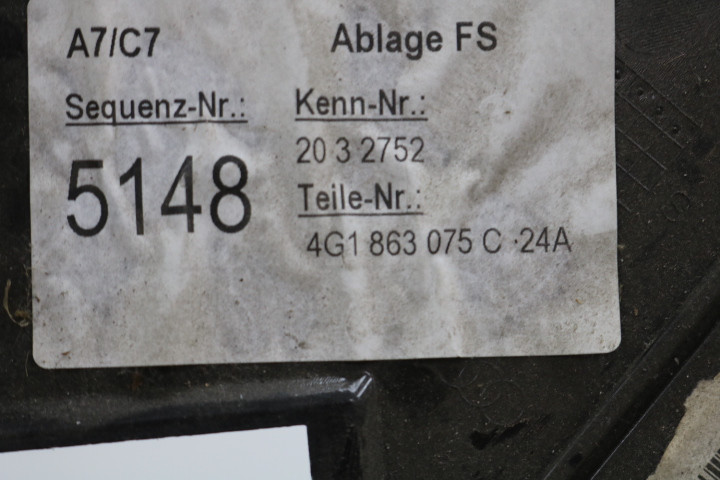 A7/C7 Ablage FS
Sequenz-Nr.: Kenn-Nr.:
20 3 2752
5148
Teile-Nr.:
4G1 863 075 C ·24A